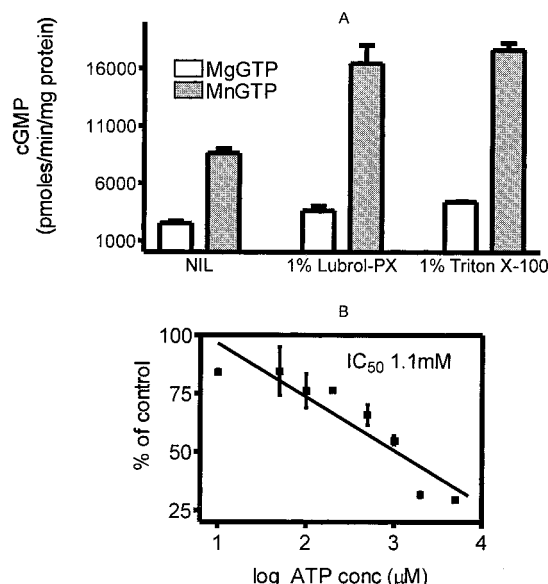 A
cGMP
(pmoles/min/mg protein)
16000
11000
6000
1000
MgGTP
MnGTP
NIL
1% Lubrol-PX
1% Triton X-100
B
% of control
100
75
50
25
IC50 1.1mM
1
2
3
4
log ATP conc (µM)